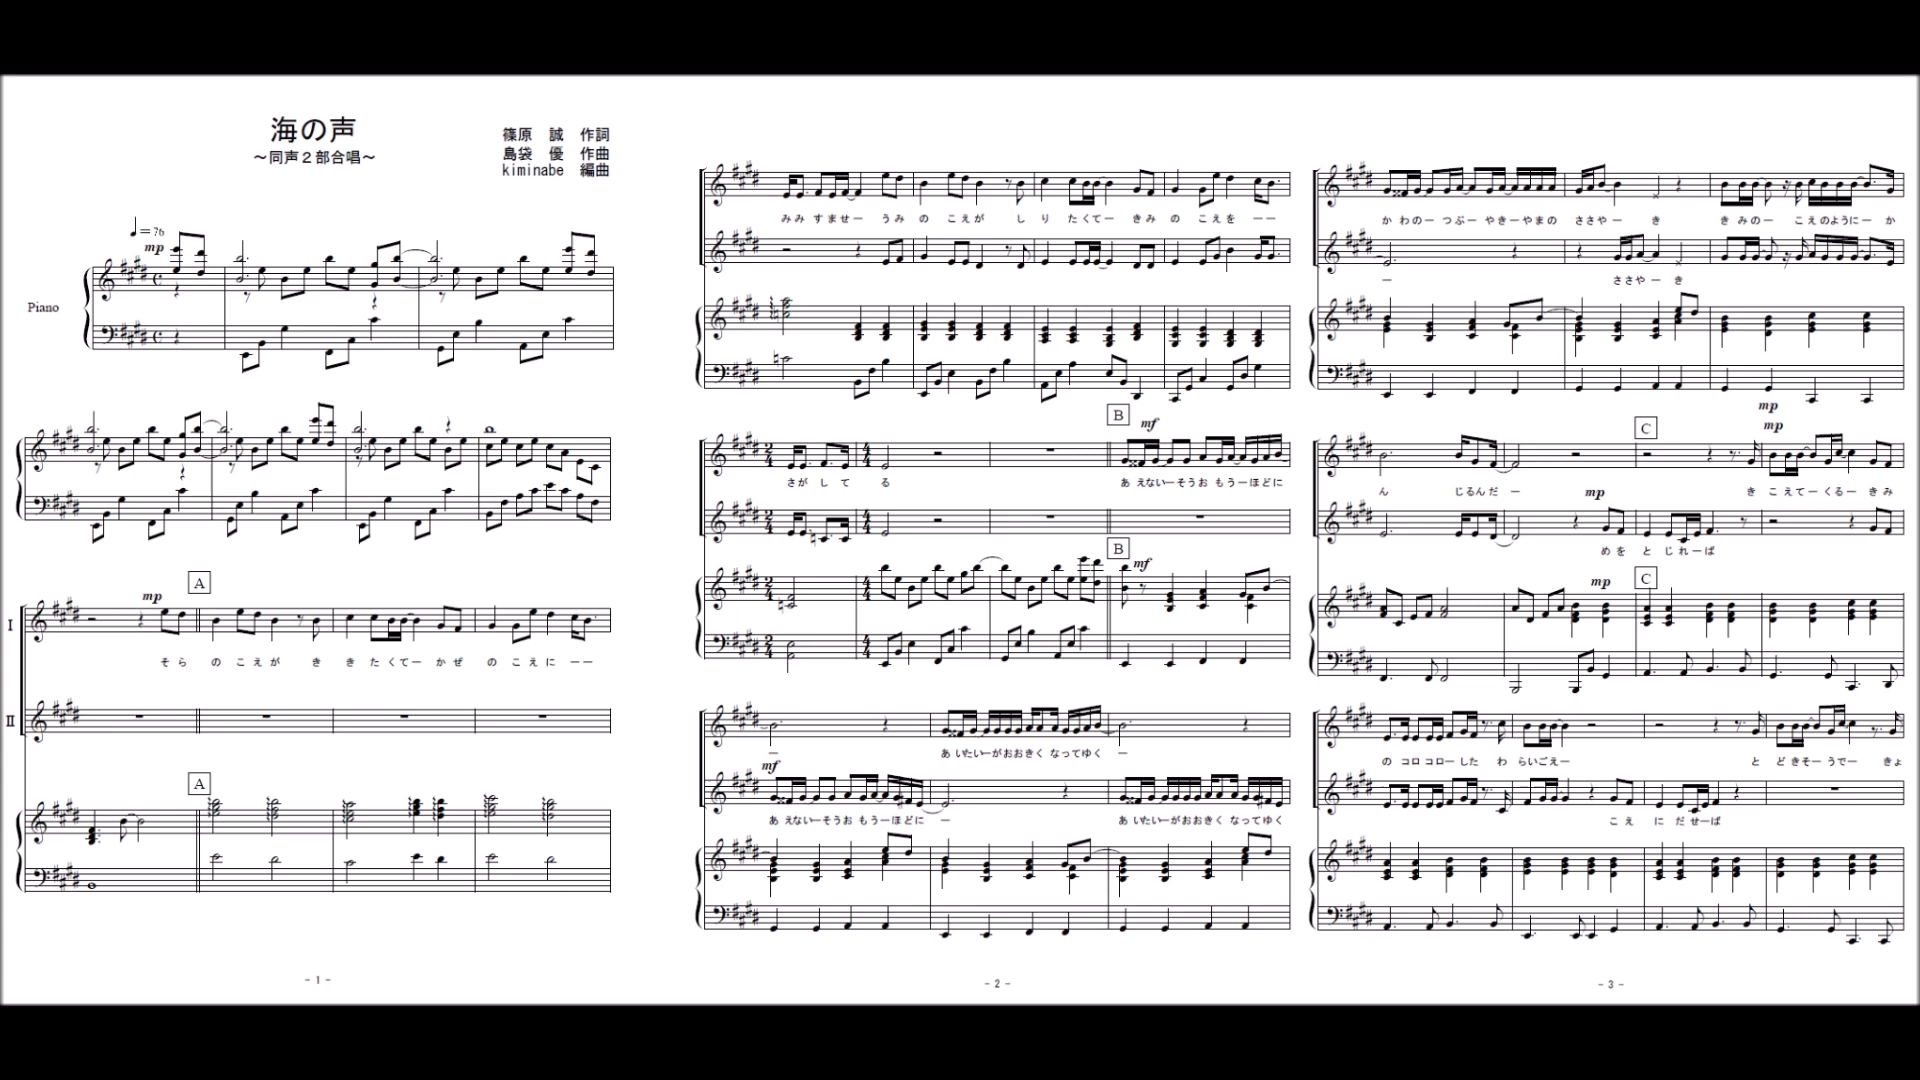 海の声
～同声２部合唱～
篠原　誠　作詞
島袋　優　作曲
kiminabe　編曲
♩＝76
mp
Piano
A
mp
I
そら の こえが き きたくてー かぜ の こえに ーー
II
A
- 1 -
みみ すませー うみ の こえが し り たくてー きみ の こえを ーー
B
mf
さが し て る あ えないーそうお もうーほどに
B
mf
ー あ いたいーがおおきく なってゆく ー
mf
あ えないーそうお もうーほどに ー あ いたいーがおおきく なってゆく
- 2 -
か わのー つぶー やきーやまの ささやー き き みのー こえのようにー か
ー ささやー き
mp
C
mp
ん じるんだ ー き こえてーくるー きみ
mp
めを と じれーば
mp
C
の コロ コローした わ らいごえー と どきそーうでー きょ
こえ に だせーば
- 3 -